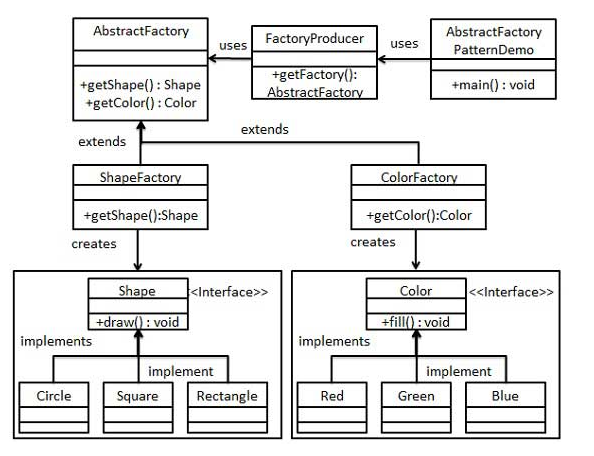 AbstractFactory
+getShape() : Shape
+getColor() : Color
uses
FactoryProducer
+getFactory():
AbstractFactory
uses
AbstractFactory
PatternDemo
+main() : void
extends
extends
ShapeFactory
+getShape():Shape
ColorFactory
+getColor():Color
creates
creates
Shape
<<Interface>>
+draw() : void
implements
implement
Circle
Square
Rectangle
Color
<<Interface>>
+fill() : void
implements
implement
Red
Green
Blue